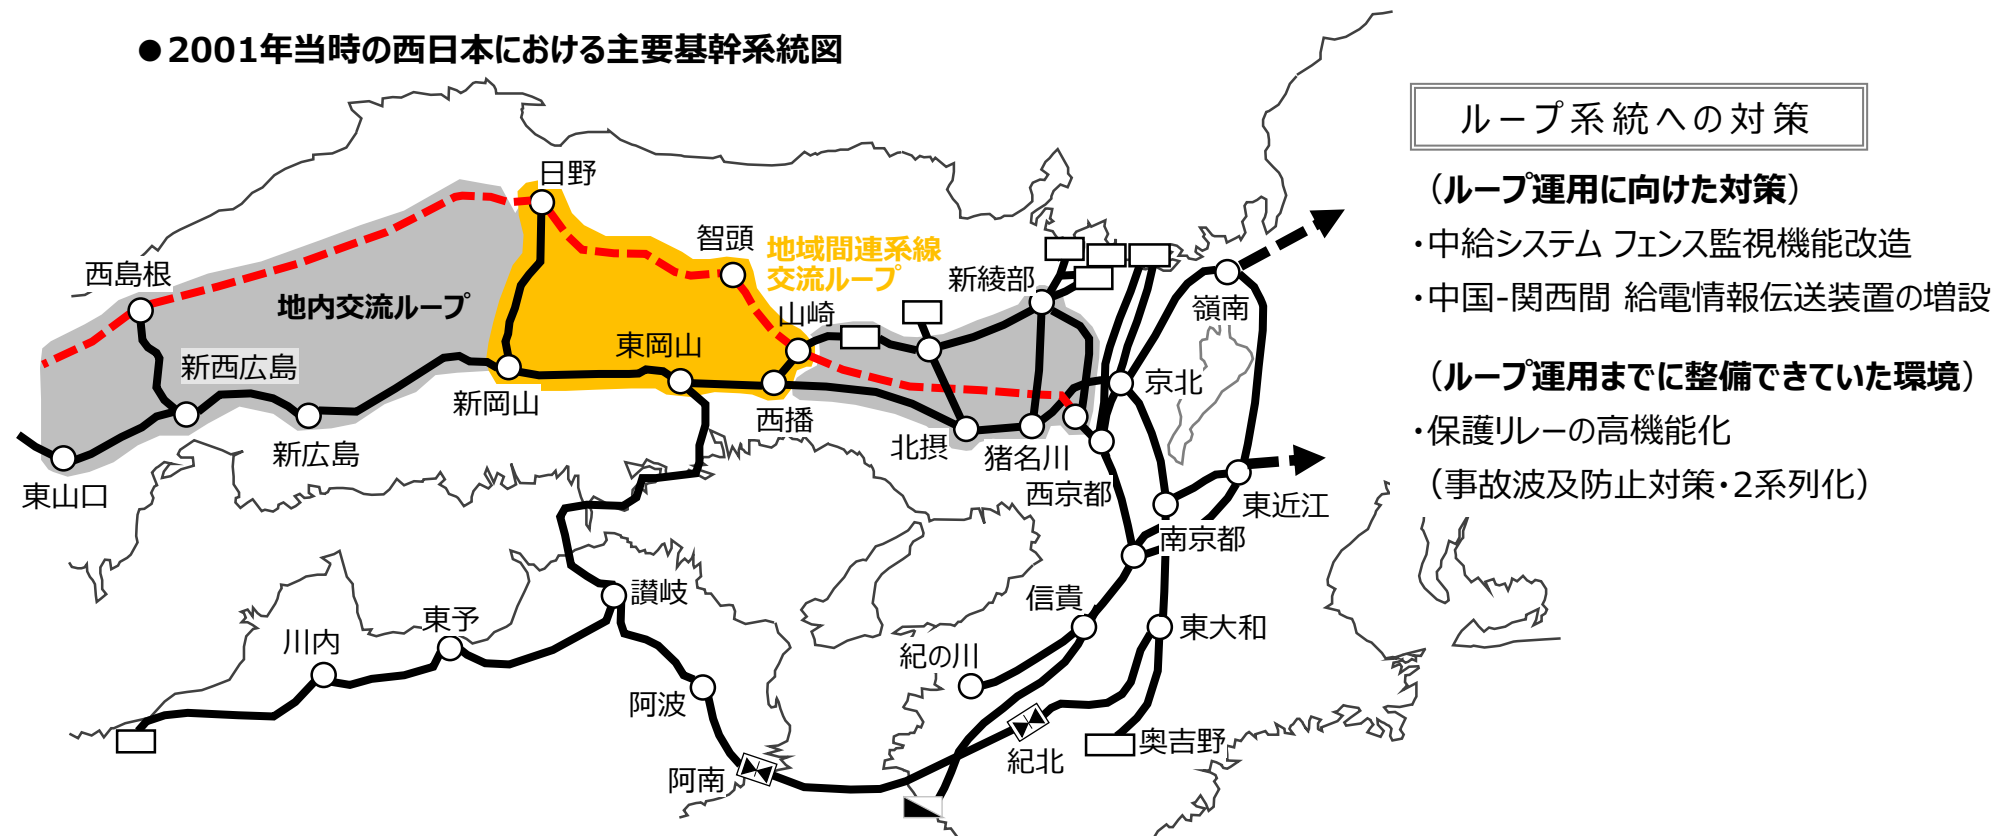 ●2001年当時の西日本における主要基幹系統図
ループ系統への対策
（ループ運用に向けた対策）
・中給システム フェンス監視機能改造
・中国-関西間 給電情報伝送装置の増設
（ループ運用までに整備できていた環境）
・保護リレーの高機能化
（事故波及防止対策・2系列化）
日野
智頭
地域間連系線
交流ループ
西島根
地内交流ループ
新綾部
嶺南
山崎
東岡山
新西広島
新岡山
京北
西播
新広島
北摂
猪名川
東山口
西京都
東近江
南京都
讃岐
信貴
東予
東大和
川内
紀の川
阿波
奥吉野
紀北
阿南